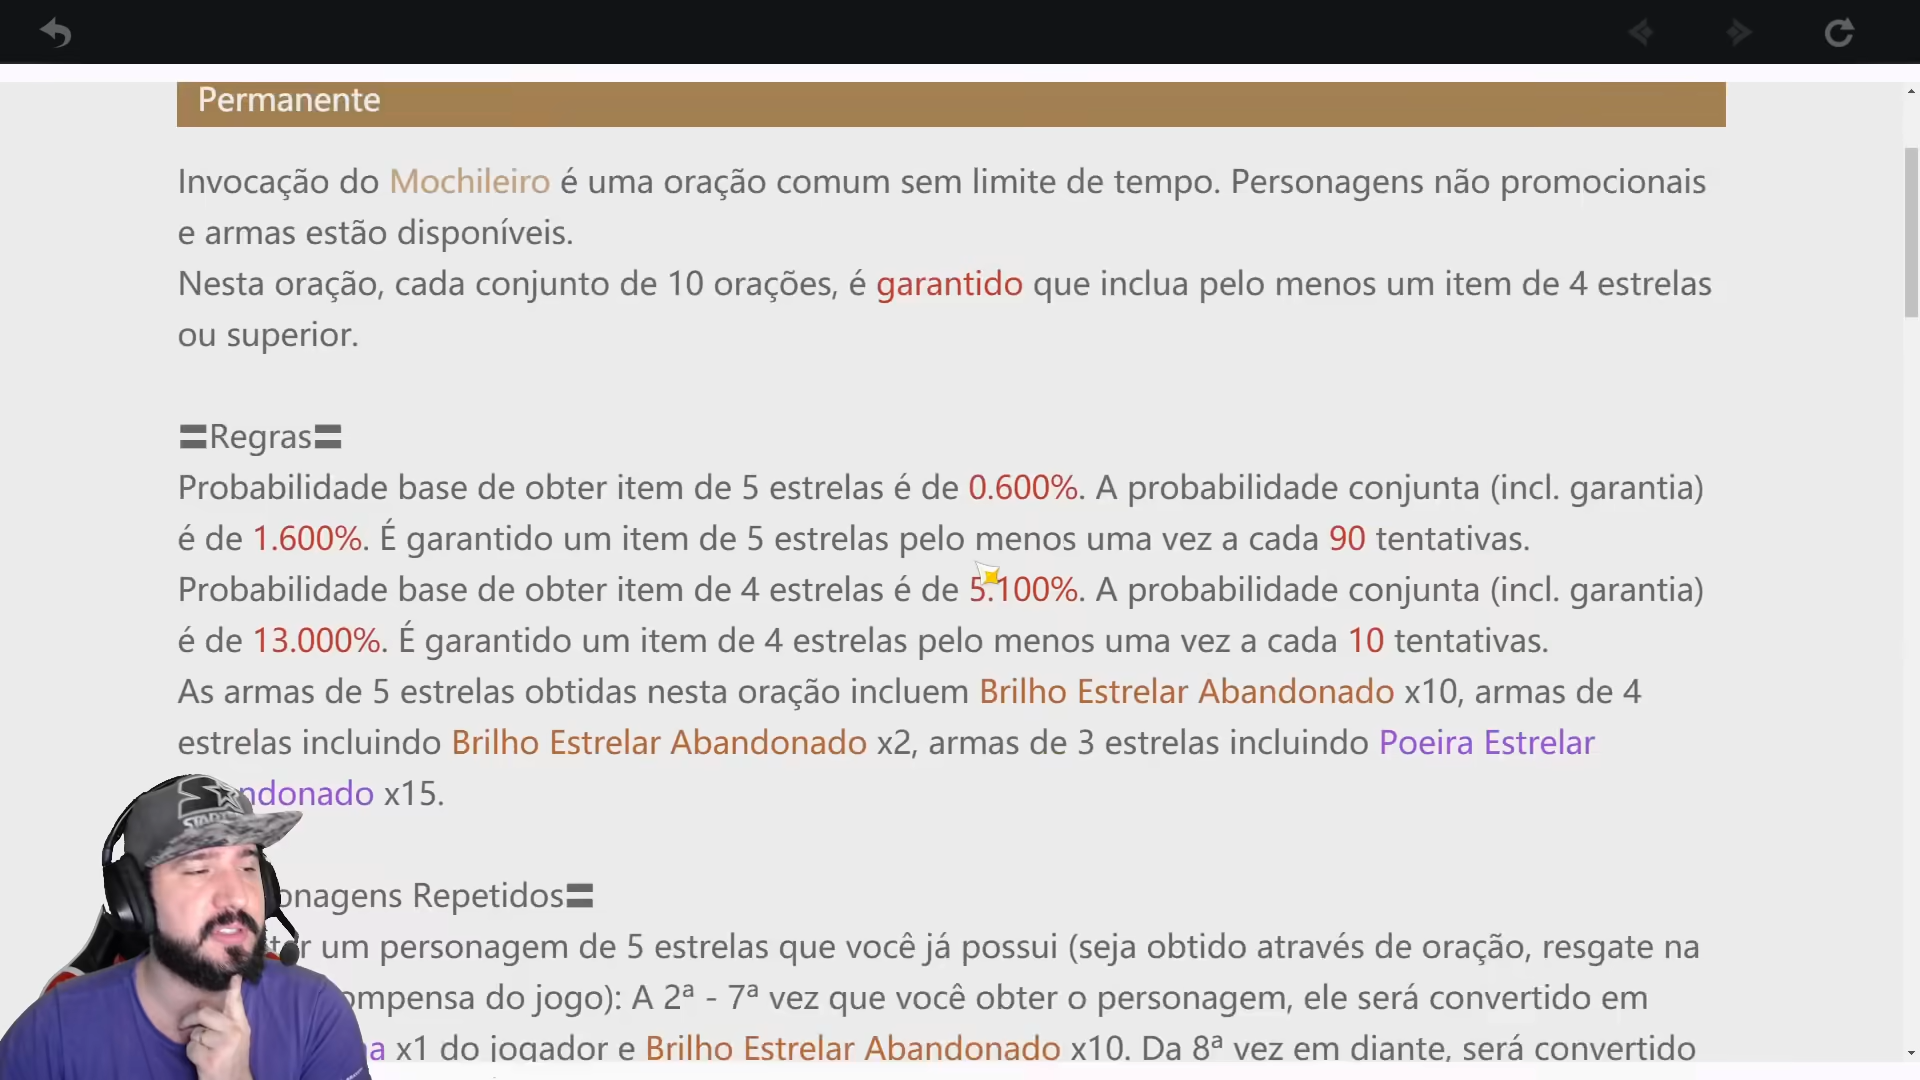 Permanente
Invocação do Mochileiro é uma oração comum sem limite de tempo. Personagens não promocionais
e armas estão disponíveis.
Nesta oração, cada conjunto de 10 orações, é garantido que inclua pelo menos um item de 4 estrelas
ou superior.
〓Regras〓
Probabilidade base de obter item de 5 estrelas é de 0.600%. A probabilidade conjunta (incl. garantia)
é de 1.600%. É garantido um item de 5 estrelas pelo menos uma vez a cada 90 tentativas.
Probabilidade base de obter item de 4 estrelas é de 5.100%. A probabilidade conjunta (incl. garantia)
é de 13.000%. É garantido um item de 4 estrelas pelo menos uma vez a cada 10 tentativas.
As armas de 5 estrelas obtidas nesta oração incluem Brilho Estrelar Abandonado x10, armas de 4
estrelas incluindo Brilho Estrelar Abandonado x2, armas de 3 estrelas incluindo Poeira Estrelar
ndonado x15.
onagens Repetidos〓
um personagem de 5 estrelas que você já possui (seja obtido através de oração, resgate na
ompensa do jogo): A 2ª - 7ª vez que você obter o personagem, ele será convertido em
a x1 do jogador e Brilho Estrelar Abandonado x10. Da 8ª vez em diante, será convertido